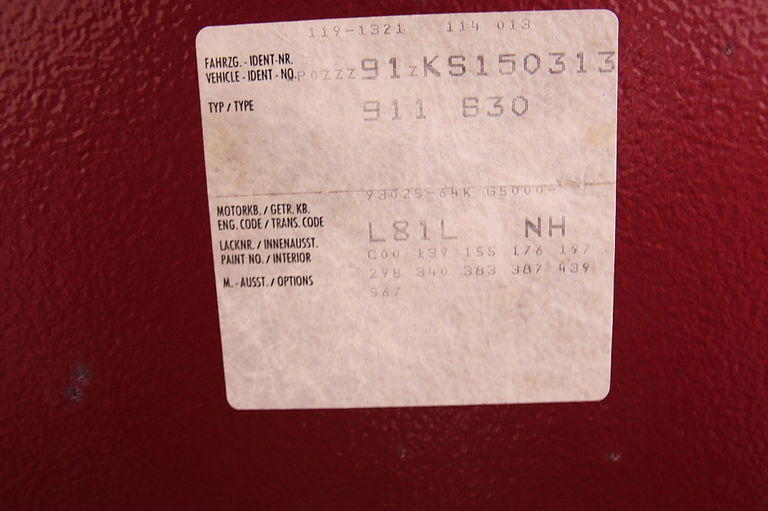 119-1321 114 013
FAHRZG. - IDENT-NR.
VEHICLE - IDENT - NO. P0ZZZ91ZKS150313
TYP / TYPE 911 630
93025-64K G5000-
MOTORKB. / GETR. KB.
ENG. CODE / TRANS. CODE
LACKNR. / INNENAUSST. L81L NH
PAINT NO. / INTERIOR C00 139 155 176 197
M. - AUSST. / OPTIONS 298 340 383 387 439
567